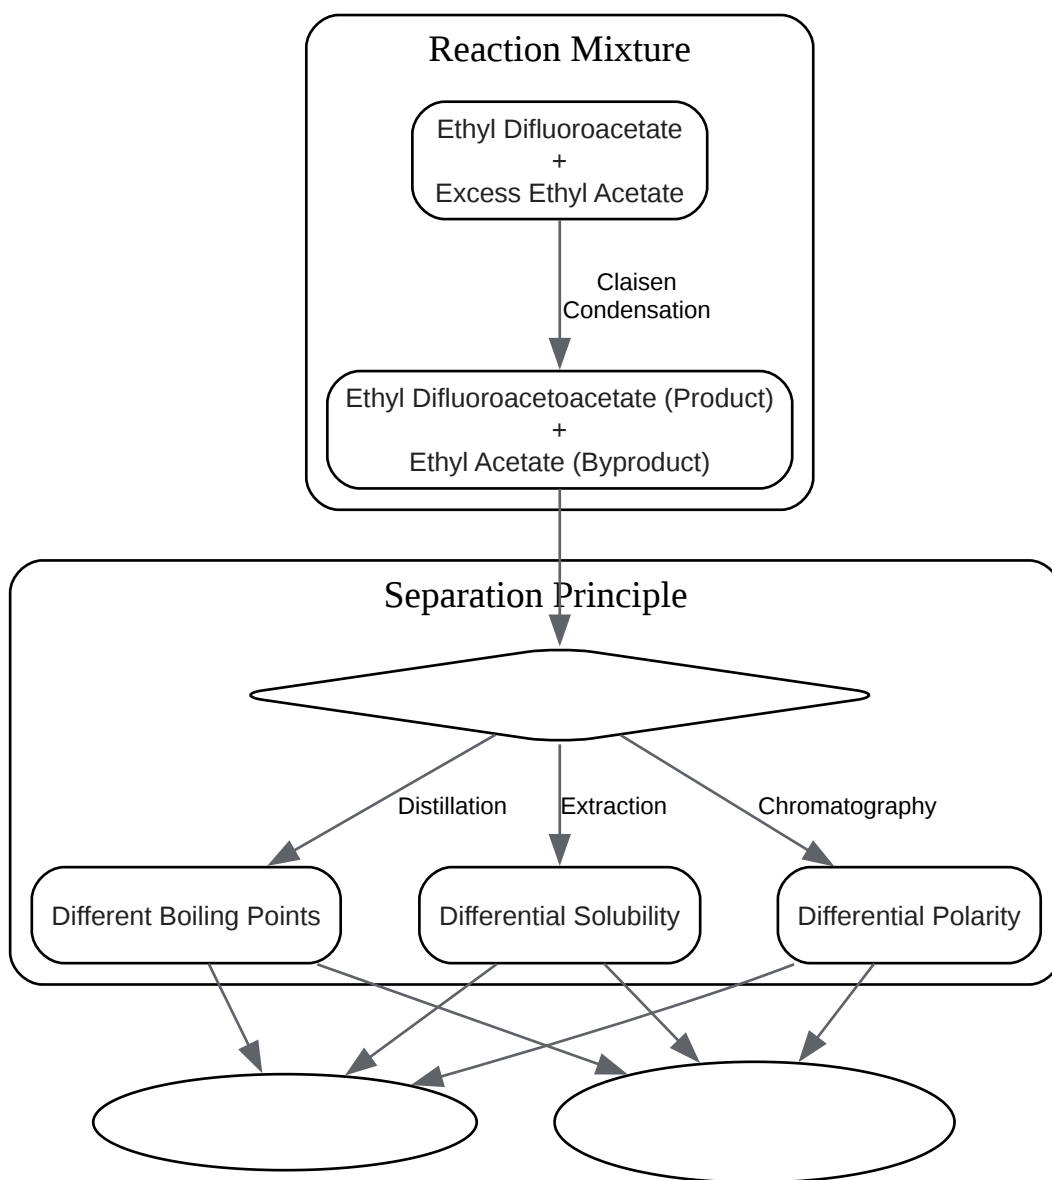 Reaction Mixture
Ethyl Difluoroacetate
+
Excess Ethyl Acetate
Claisen
Condensation
Ethyl Difluoroacetoacetate (Product)
+
Ethyl Acetate (Byproduct)
Separation Principle
Distillation
Extraction
Chromatography
Different Boiling Points
Differential Solubility
Differential Polarity